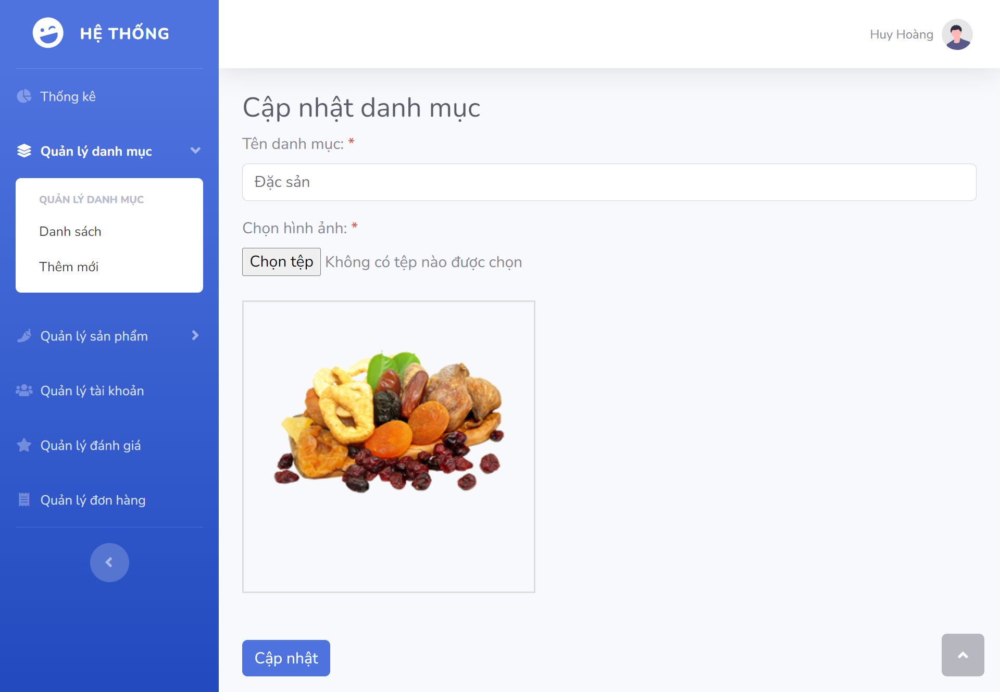 HỆ THỐNG
Huy Hoàng
Thống kê
Quản lý danh mục
QUẢN LÝ DANH MỤC
Danh sách
Thêm mới
Quản lý sản phẩm
Quản lý tài khoản
Quản lý đánh giá
Quản lý đơn hàng
Cập nhật danh mục
Tên danh mục: *
Đặc sản
Chọn hình ảnh: *
Chọn tệp Không có tệp nào được chọn
Cập nhật